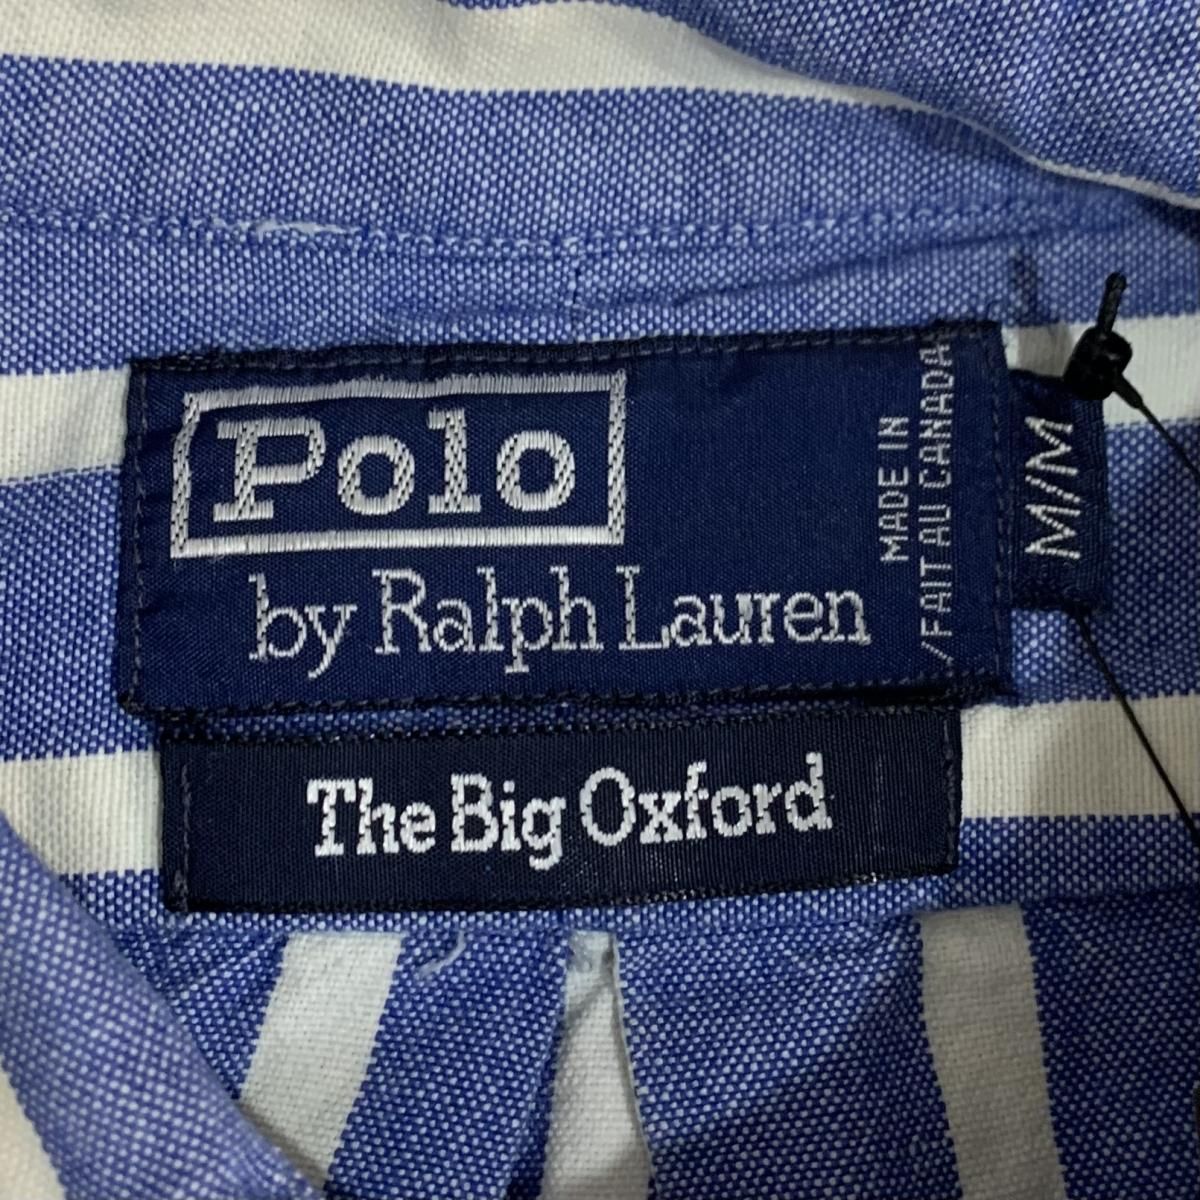 Polo
by Ralph Lauren
MADE IN
/FAIT AU CANADA
M/M
The Big Oxford